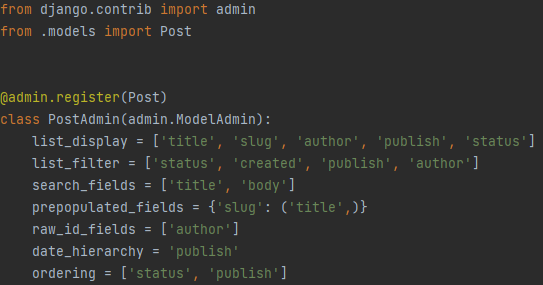 from django.contrib import admin
from .models import Post
@admin.register(Post)
class PostAdmin(admin.ModelAdmin):
    list_display = ['title', 'slug', 'author', 'publish', 'status']
    list_filter = ['status', 'created', 'publish', 'author']
    search_fields = ['title', 'body']
    prepopulated_fields = {'slug': ('title',)}
    raw_id_fields = ['author']
    date_hierarchy = 'publish'
    ordering = ['status', 'publish']